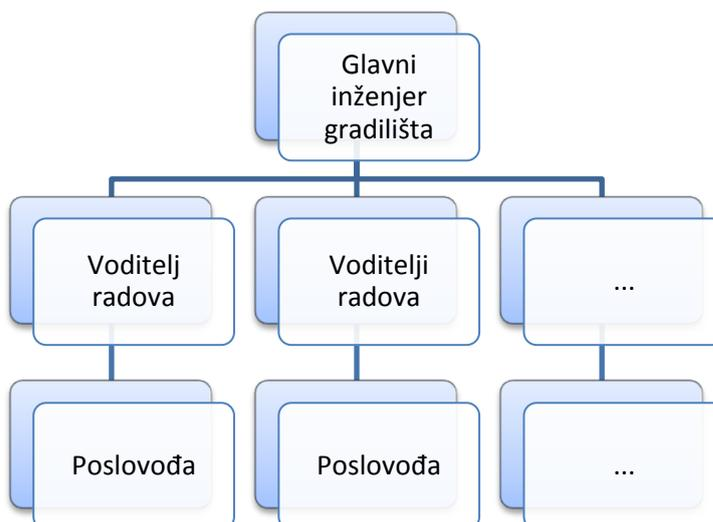 Glavni
inženjer
gradilišta
Voditelj
radova
Voditelji
radova
...
Poslovođa
Poslovođa
...